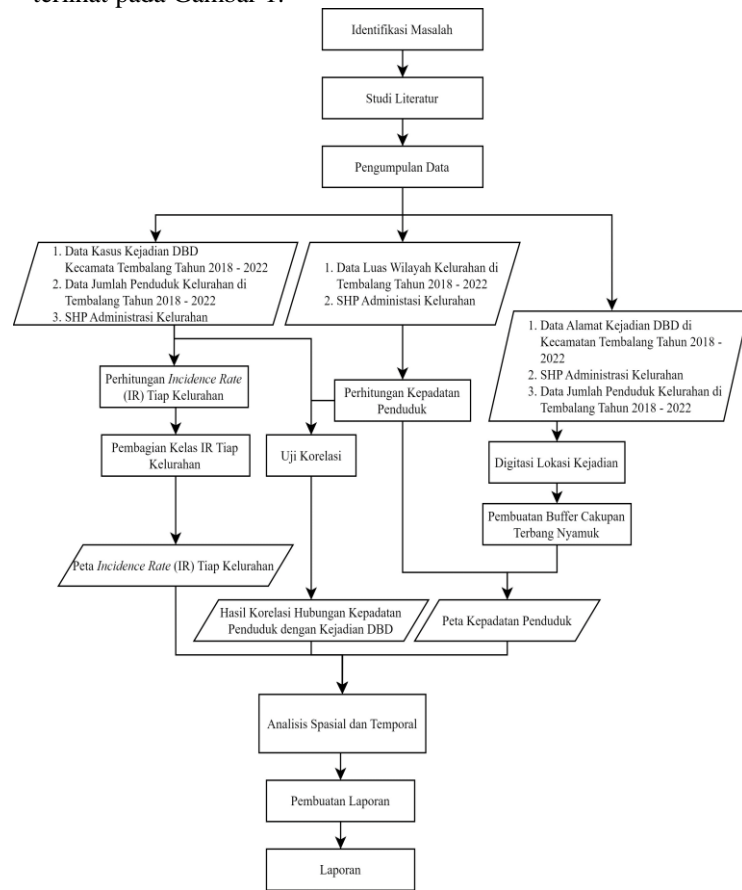 terlihat pada Gambar 1.
Identifikasi Masalah
Studi Literatur
Pengumpulan Data
1. Data Kasus Kejadian DBD
Kecamata Tembalang Tahun 2018 - 2022
2. Data Jumlah Penduduk Kelurahan di
Tembalang Tahun 2018 - 2022
3. SHP Administrasi Kelurahan
1. Data Luas Wilayah Kelurahan di
Tembalang Tahun 2018 - 2022
2. SHP Administasi Kelurahan
1. Data Alamat Kejadian DBD di
Kecamatan Tembalang Tahun 2018 -
2022
2. SHP Administrasi Kelurahan
3. Data Jumlah Penduduk Kelurahan di
Tembalang Tahun 2018 - 2022
Perhitungan Incidence Rate
(IR) Tiap Kelurahan
Perhitungan Kepadatan
Penduduk
Pembagian Kelas IR Tiap
Kelurahan
Uji Korelasi
Digitasi Lokasi Kejadian
Pembuatan Buffer Cakupan
Terbang Nyamuk
Peta Incidence Rate (IR) Tiap Kelurahan
Hasil Korelasi Hubungan Kepadatan
Penduduk dengan Kejadian DBD
Peta Kepadatan Penduduk
Analisis Spasial dan Temporal
Pembuatan Laporan
Laporan